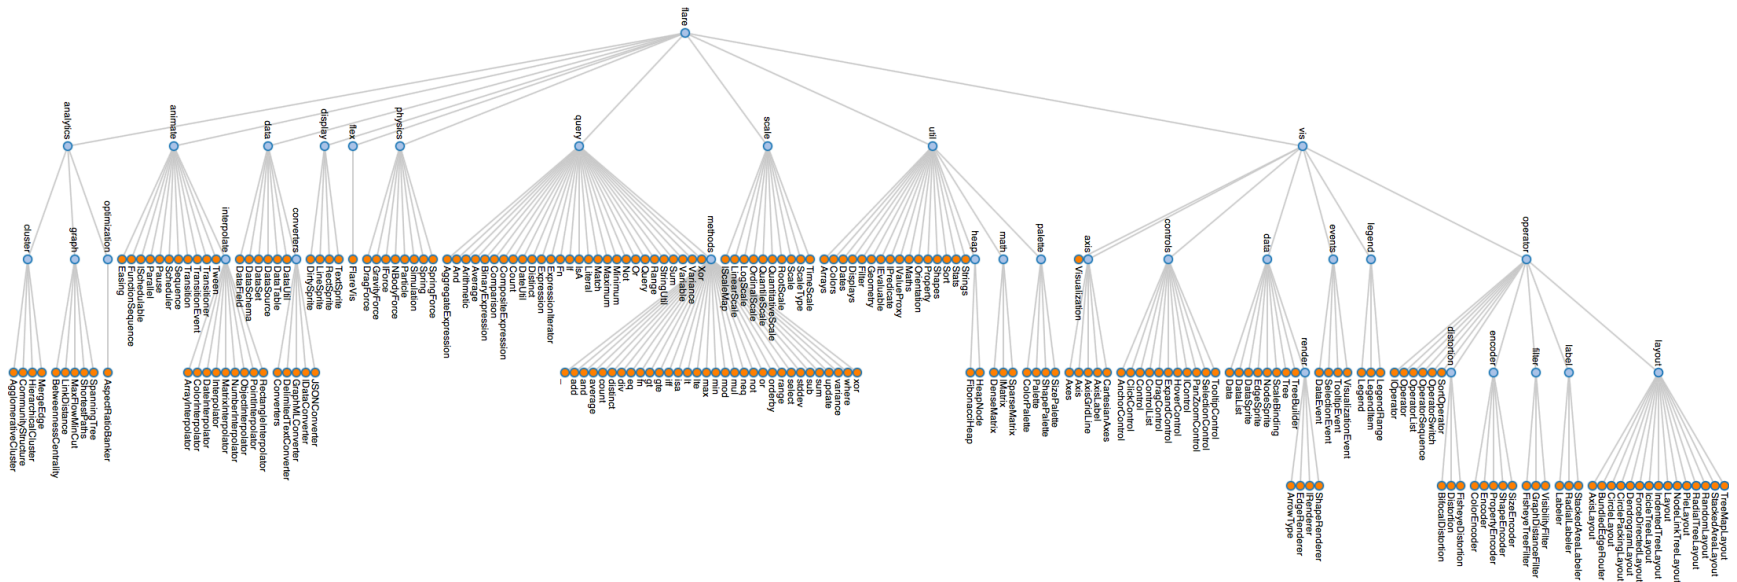 flare
analytics
animate
data
display
flex
physics
query
scale
util
vis
cluster
graph
optimization
interpolate
converters
methods
heap
math
palette
axis
controls
data
events
legend
operator
Easing
FunctionSequence
ISchedulable
Parallel
Pause
Scheduler
Sequence
Transition
TransitionEvent
Transitioner
Tween
DataField
DataSchema
DataSet
DataSource
DataTable
DataUtil
DirtySprite
LineSprite
RectSprite
TextSprite
FlareVis
DragForce
GravityForce
IForce
NBodyForce
Particle
Simulation
Spring
SpringForce
AggregateExpression
And
Arithmetic
Average
BinaryExpression
Comparison
CompositeExpression
Count
DateUtil
Distinct
Expression
ExpressionIterator
Fn
If
IsA
Literal
Match
Maximum
Minimum
Not
Or
Query
Range
StringUtil
Sum
Variable
Variance
Xor
IScaleMap
LinearScale
LogScale
OrdinalScale
QuantileScale
QuantitativeScale
RootScale
Scale
ScaleType
TimeScale
Arrays
Colors
Dates
Displays
Filter
Geometry
IEvaluable
IPredicate
IValueProxy
Maths
Orientation
Property
Shapes
Sort
Stats
Strings
Visualization
AgglomerativeCluster
CommunityStructure
HierarchicalCluster
MergeEdge
BetweennessCentrality
LinkDistance
MaxFlowMinCut
ShortestPaths
SpanningTree
AspectRatioBanker
ArrayInterpolator
ColorInterpolator
DateInterpolator
Interpolator
MatrixInterpolator
NumberInterpolator
ObjectInterpolator
PointInterpolator
RectangleInterpolator
Converters
DelimitedTextConverter
GraphMLConverter
IDataConverter
JSONConverter
_
add
and
average
count
distinct
div
eq
fn
gt
gte
iff
isa
lt
lte
max
min
mod
mul
neq
not
or
orderby
range
select
stddev
sub
sum
update
variance
where
xor
FibonacciHeap
HeapNode
DenseMatrix
IMatrix
SparseMatrix
ColorPalette
Palette
ShapePalette
SizePalette
Axes
Axis
AxisGridLine
AxisLabel
CartesianAxes
AnchorControl
ClickControl
Control
ControlList
DragControl
ExpandControl
HoverControl
IControl
PanZoomControl
SelectionControl
TooltipControl
Data
DataList
DataSprite
EdgeSprite
NodeSprite
ScaleBinding
Tree
TreeBuilder
render
DataEvent
SelectionEvent
TooltipEvent
VisualizationEvent
Legend
LegendItem
LegendRange
IOperator
Operator
OperatorList
OperatorSequence
OperatorSwitch
SortOperator
distortion
encoder
filter
label
layout
ArrowType
EdgeRenderer
IRenderer
ShapeRenderer
BifocalDistortion
Distortion
FisheyeDistortion
ColorEncoder
Encoder
PropertyEncoder
ShapeEncoder
SizeEncoder
FisheyeTreeFilter
GraphDistanceFilter
VisibilityFilter
Labeler
RadialLabeler
StackedAreaLabeler
AxisLayout
BundledEdgeRouter
CircleLayout
CirclePackingLayout
DendrogramLayout
ForceDirectedLayout
IcicleTreeLayout
IndentedTreeLayout
Layout
NodeLinkTreeLayout
PieLayout
RadialTreeLayout
RandomLayout
StackedAreaLayout
TreeMapLayout